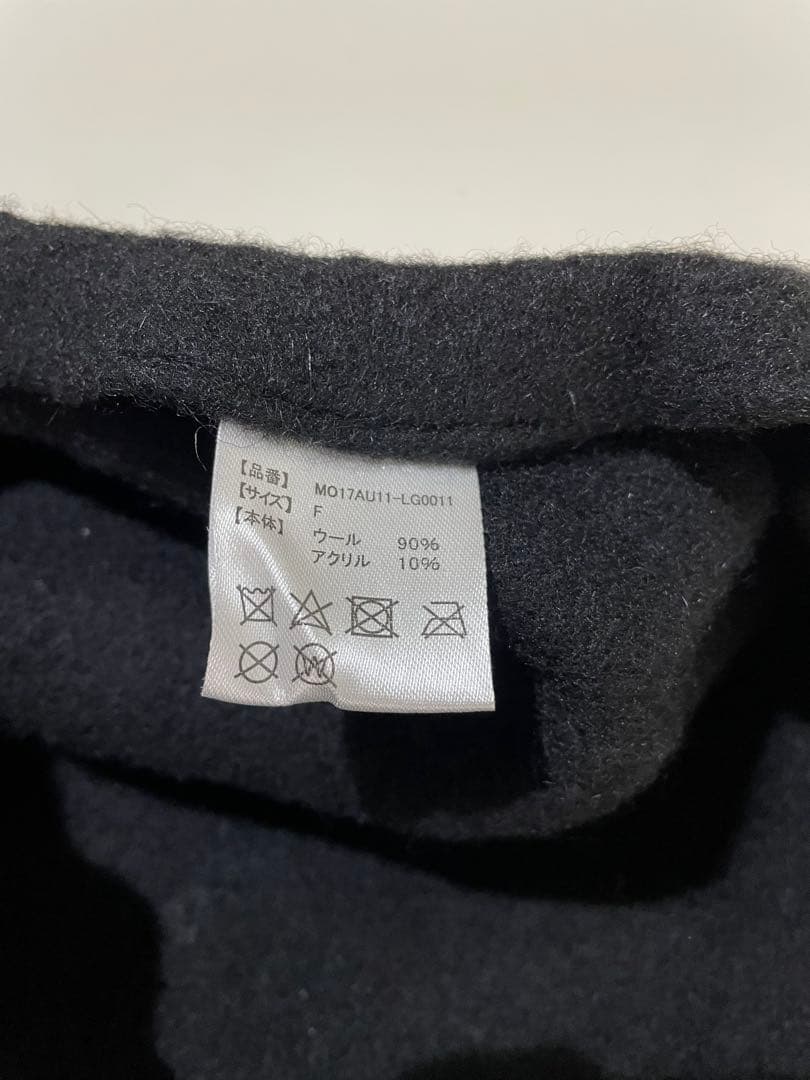 【品番】 MO17AU11-LG0011
【サイズ】 F
【本体】 ウール 90%
アクリル 10%
W